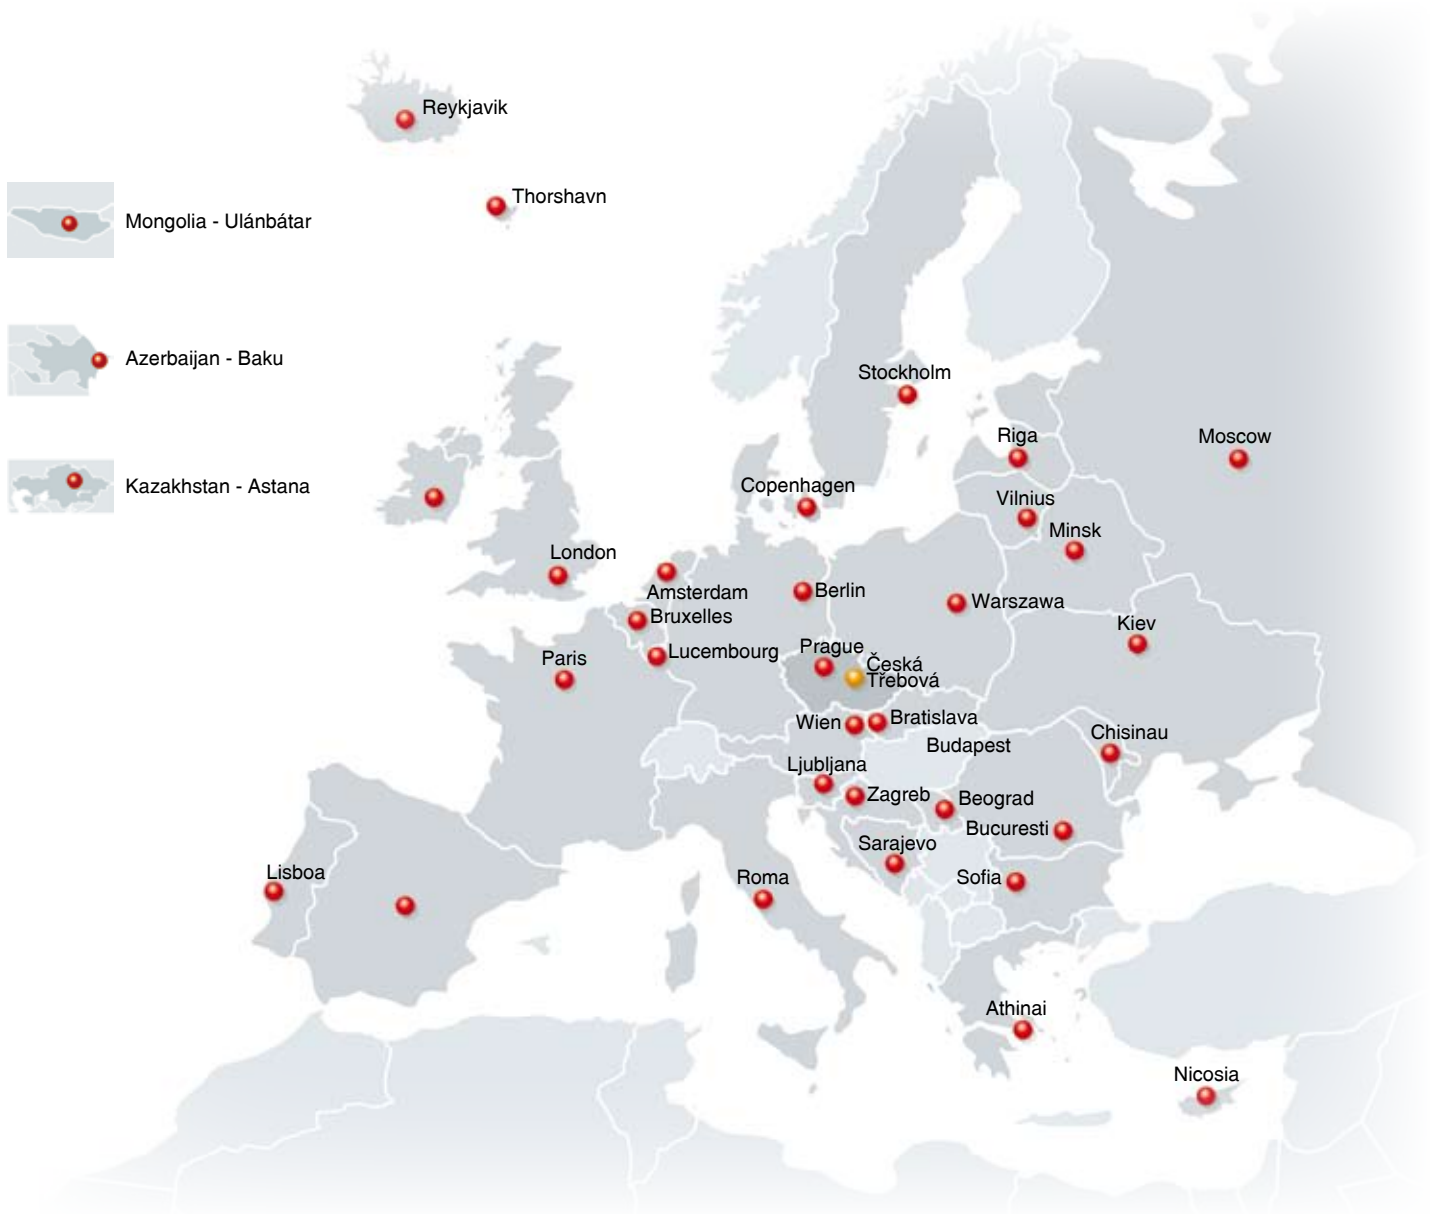 Reykjavik
Thorshavn
Mongolia - Ulánbátar
Azerbaijan - Baku
Stockholm
Riga
Moscow
Kazakhstan - Astana
Copenhagen
Vilnius
Minsk
London
Amsterdam
Berlin
Bruxelles
Warszawa
Kiev
Paris
Lucembourg
Prague
Česká
Třebová
Wien
Bratislava
Budapest
Chisinau
Ljubljana
Zagreb
Beograd
Bucuresti
Sarajevo
Lisboa
Roma
Sofia
Athinai
Nicosia